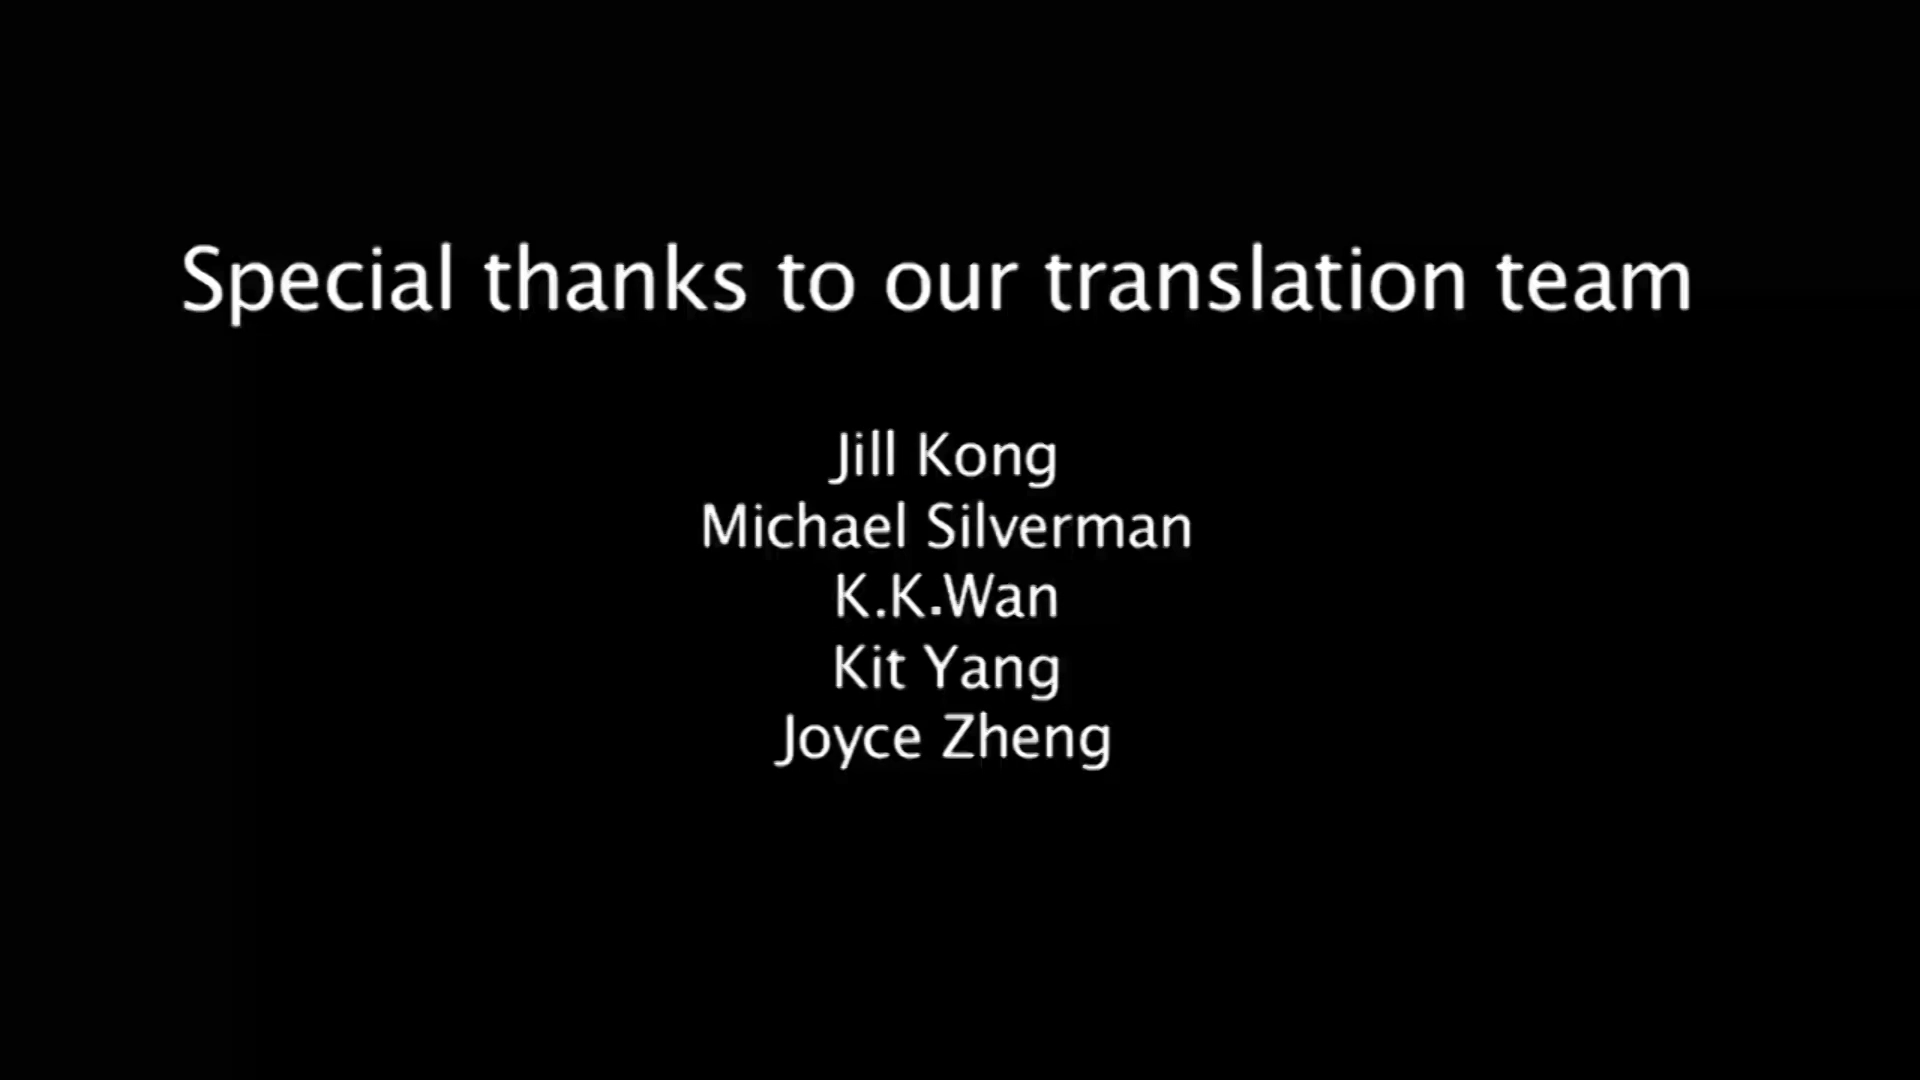 Special thanks to our translation team
Jill Kong
Michael Silverman
K.K.Wan
Kit Yang
Joyce Zheng